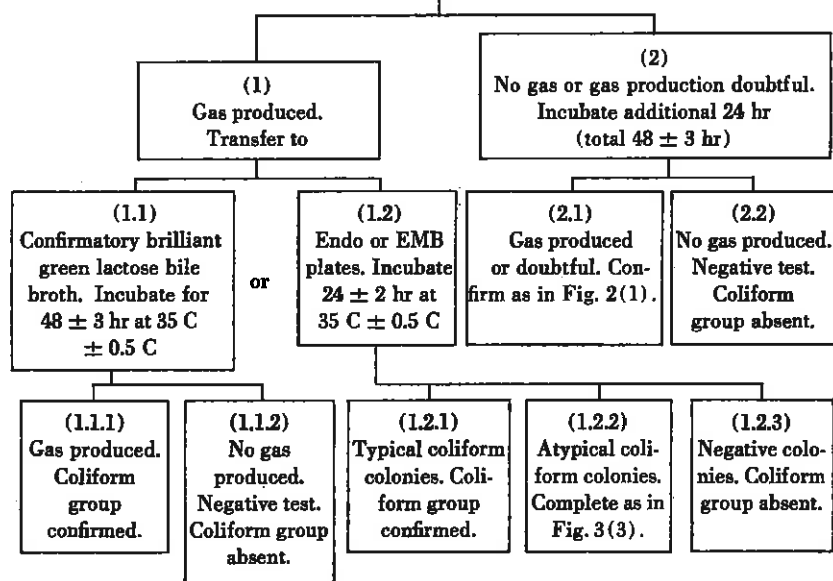 (1)
Gas produced.
Transfer to
(2)
No gas or gas production doubtful.
Incubate additional 24 hr
(total 48 ± 3 hr)
(1.1)
Confirmatory brilliant
green lactose bile
broth. Incubate for
48 ± 3 hr at 35 C
± 0.5 C
or
(1.2)
Endo or EMB
plates. Incubate
24 ± 2 hr at
35 C ± 0.5 C
(2.1)
Gas produced
or doubtful. Con-
firm as in Fig. 2(1).
(2.2)
No gas produced.
Negative test.
Coliform
group absent.
(1.1.1)
Gas produced.
Coliform
group
confirmed.
(1.1.2)
No gas
produced.
Negative test.
Coliform group
absent.
(1.2.1)
Typical coliform
colonies. Coli-
form group
confirmed.
(1.2.2)
Atypical coli-
form colonies.
Complete as in
Fig. 3(3).
(1.2.3)
Negative colo-
nies. Coliform
group absent.